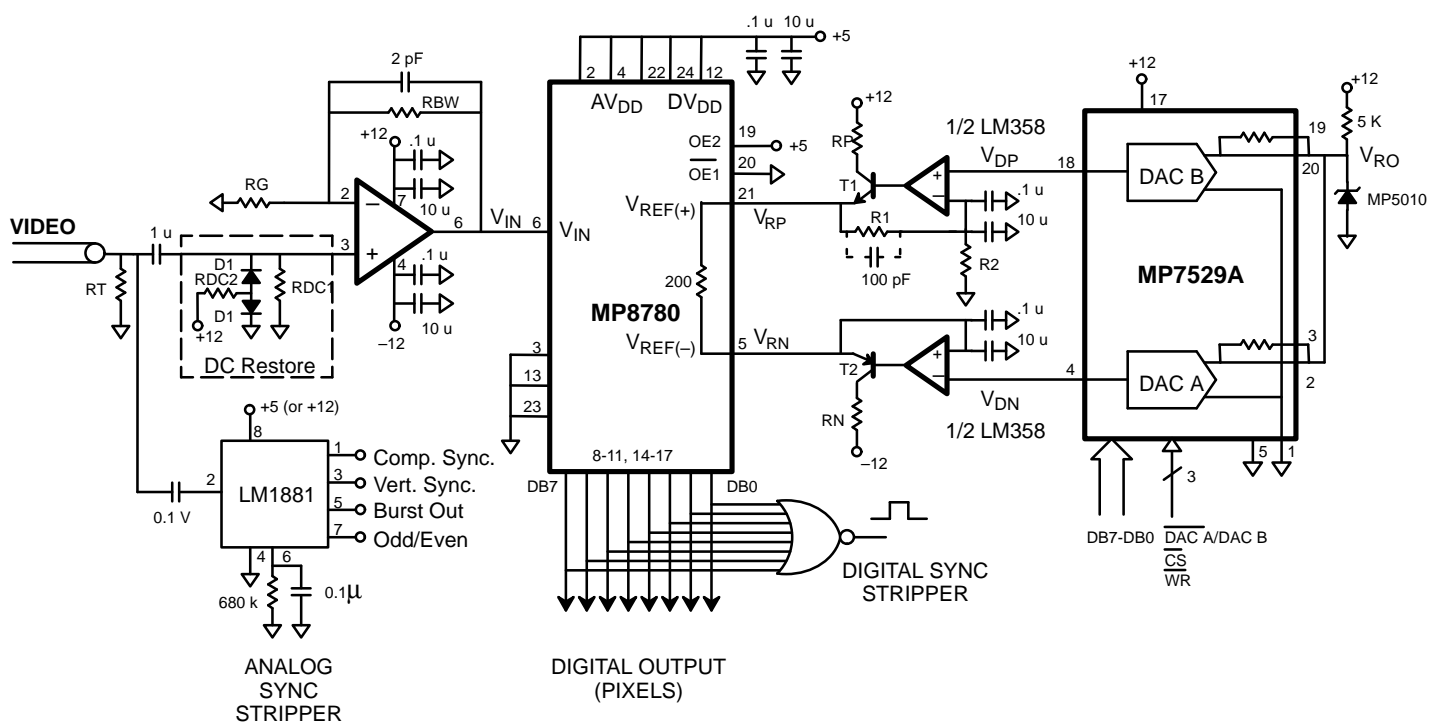 .1 u 10 u
+5
2 pF
2 4 22 24 12
RBW
AVDD DVDD
+12
.1 u
7
10 u
RG
2
–
VIDEO
1 u
3
+
6
VIN
6
VIN
4
.1 u
10 u
–12
RT
D1
RDC2
D1
+12
RDC1
DC Restore
19
OE2
+5
20
OE1
21
VREF(+)
VRP
200
MP8780
VREF(–)
5
VRN
3
13
23
8-11, 14-17
DB7
DB0
+12
RP
T1
1/2 LM358
VDP
18
+
–
.1 u
10 u
R1
100 pF
R2
.1 u
10 u
T2
+
–
4
VDN
RN
1/2 LM358
–12
+12
17
DAC B
19
20
+12
5 K
VRO
MP5010
MP7529A
DAC A
3
2
5
1
3
DB7-DB0
DAC A/DAC B
CS
WR
+5 (or +12)
8
LM1881
2
0.1 V
1
Comp. Sync.
3
Vert. Sync.
5
Burst Out
7
Odd/Even
4
6
680 k
0.1µ
ANALOG
SYNC
STRIPPER
DIGITAL OUTPUT
(PIXELS)
DIGITAL SYNC
STRIPPER